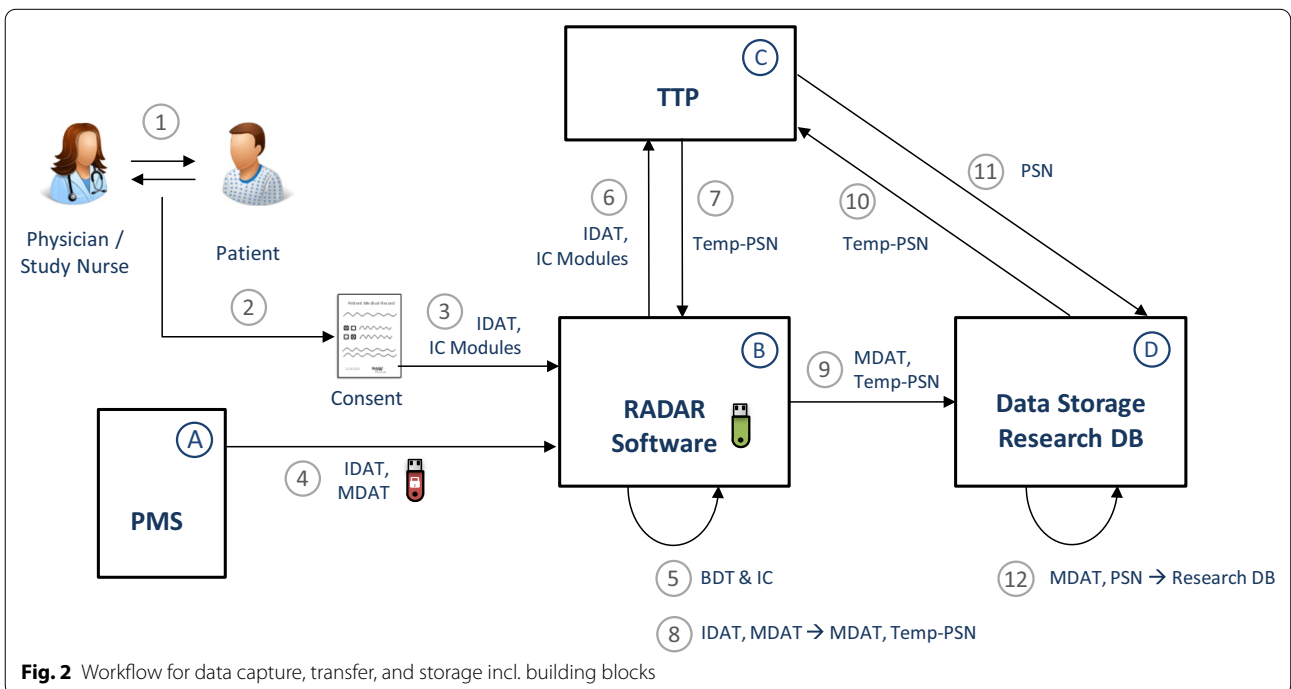 C
TTP
1
Physician /
Study Nurse
Patient
2
Patient Medical Record
Consent
3
IDAT,
IC Modules
6
IDAT,
IC Modules
7
Temp-PSN
10
Temp-PSN
11
PSN
A
PMS
4
IDAT,
MDAT
B
RADAR
Software
9
MDAT,
Temp-PSN
D
Data Storage
Research DB
5
BDT & IC
8
IDAT, MDAT → MDAT, Temp-PSN
12
MDAT, PSN → Research DB
Fig. 2 Workflow for data capture, transfer, and storage incl. building blocks